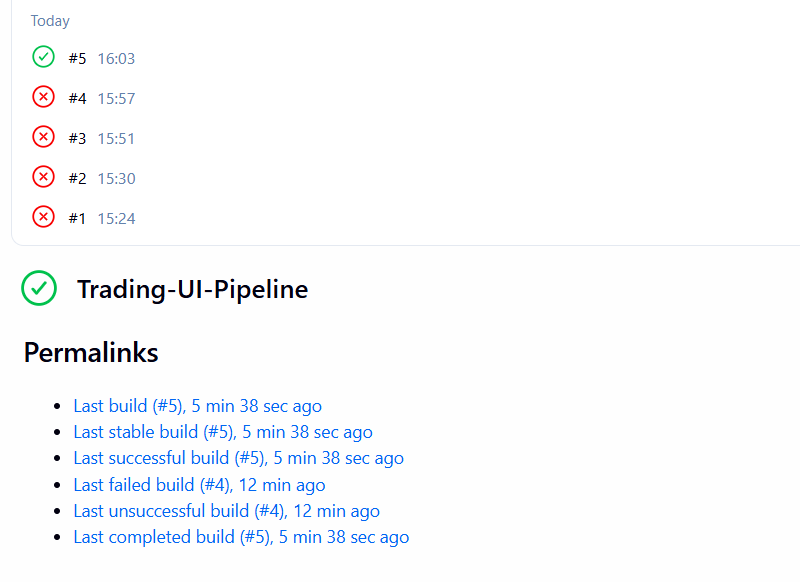 Today
#5 16:03
#4 15:57
#3 15:51
#2 15:30
#1 15:24
Trading-UI-Pipeline
Permalinks
Last build (#5), 5 min 38 sec ago
Last stable build (#5), 5 min 38 sec ago
Last successful build (#5), 5 min 38 sec ago
Last failed build (#4), 12 min ago
Last unsuccessful build (#4), 12 min ago
Last completed build (#5), 5 min 38 sec ago